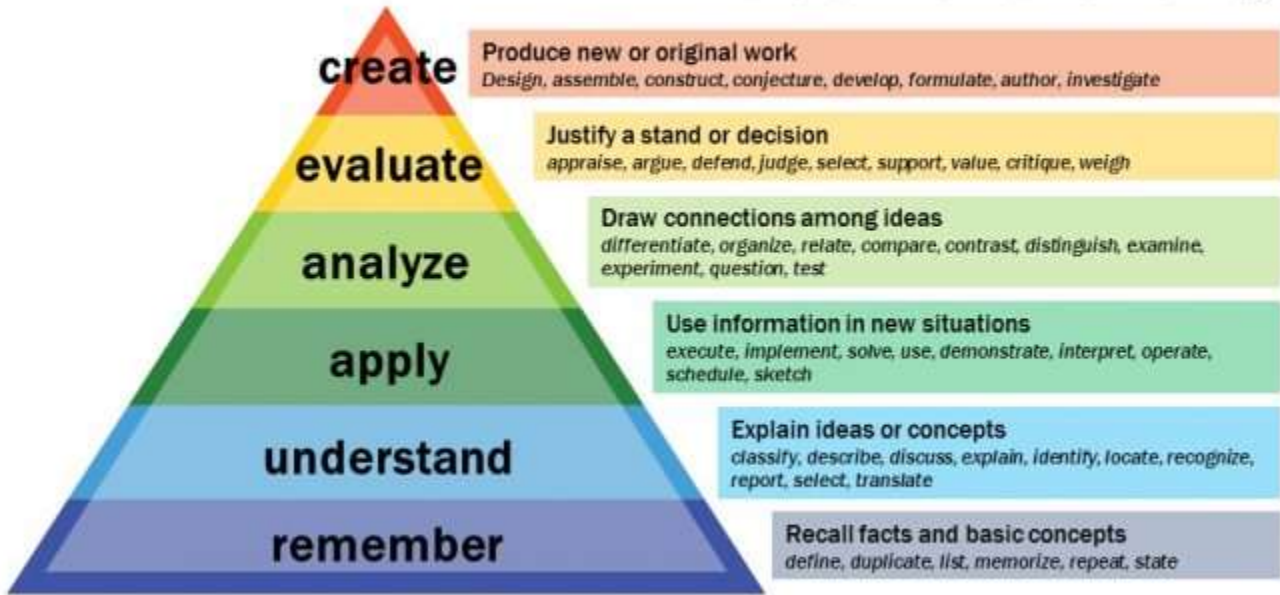 create
Produce new or original work
Design, assemble, construct, conjecture, develop, formulate, author, investigate
evaluate
Justify a stand or decision
appraise, argue, defend, judge, select, support, value, critique, weigh
analyze
Draw connections among ideas
differentiate, organize, relate, compare, contrast, distinguish, examine,
experiment, question, test
apply
Use information in new situations
execute, implement, solve, use, demonstrate, interpret, operate,
schedule, sketch
understand
Explain ideas or concepts
classify, describe, discuss, explain, identify, locate, recognize,
report, select, translate
remember
Recall facts and basic concepts
define, duplicate, list, memorize, repeat, state